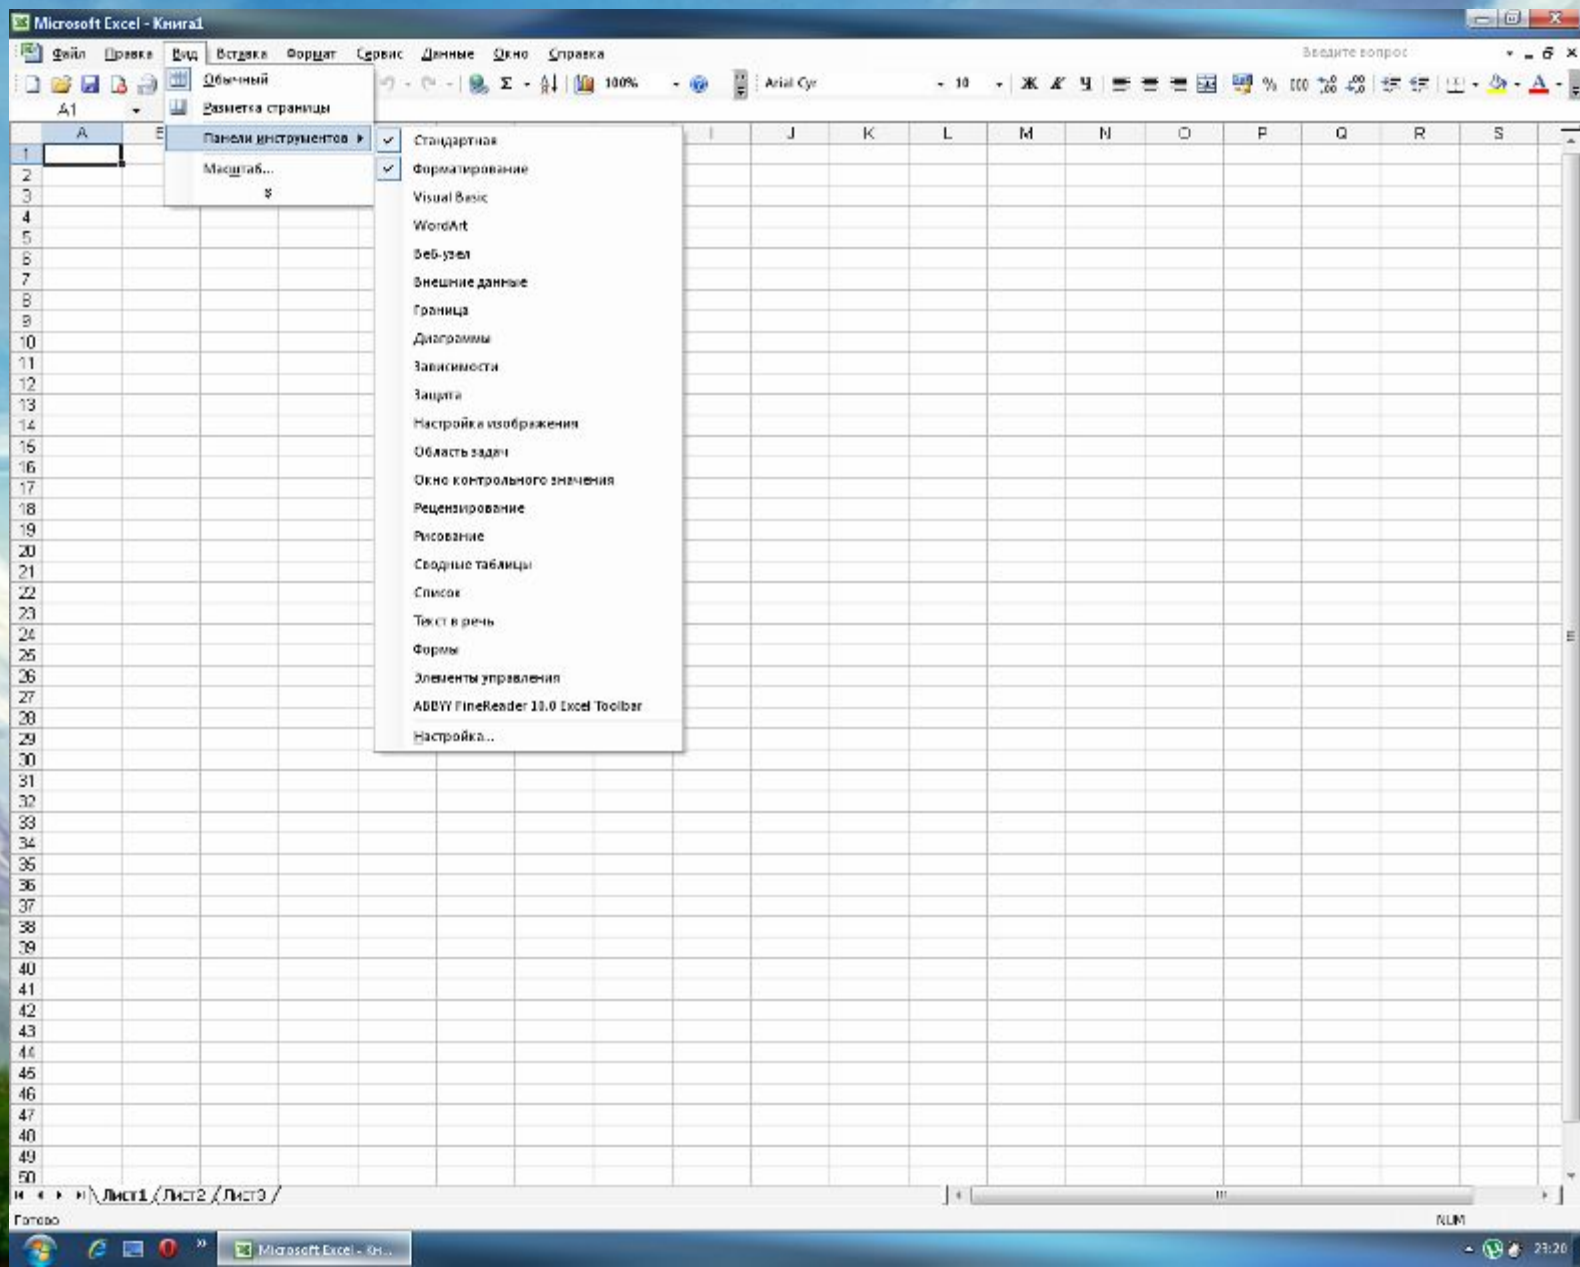 Microsoft Excel - Книга1
Файл Правка Вид Вставка Формат Сервис Данные Окно Справка Введите вопрос
100% Arial Cyr 10 Ж К Ч % 000
A1
Обычный
Разметка страницы
Панели инструментов
Масштаб...
Стандартная
Форматирование
Visual Basic
WordArt
Веб-узел
Внешние данные
Граница
Диаграммы
Зависимости
Защита
Настройка изображения
Область задач
Окно контрольного значения
Рецензирование
Рисование
Сводные таблицы
Список
Текст в речь
Формы
Элементы управления
ABBYY FineReader 10.0 Excel Toolbar
Настройка...
A I J K L M N O P Q R S
1
2
3
4
5
6
7
8
9
10
11
12
13
14
15
16
17
18
19
20
21
22
23
24
25
26
27
28
29
30
31
32
33
34
35
36
37
38
39
40
41
42
43
44
45
46
47
48
49
50
Лист1 Лист2 Лист3
Готово NUM
Microsoft Excel - Кн... 23:20